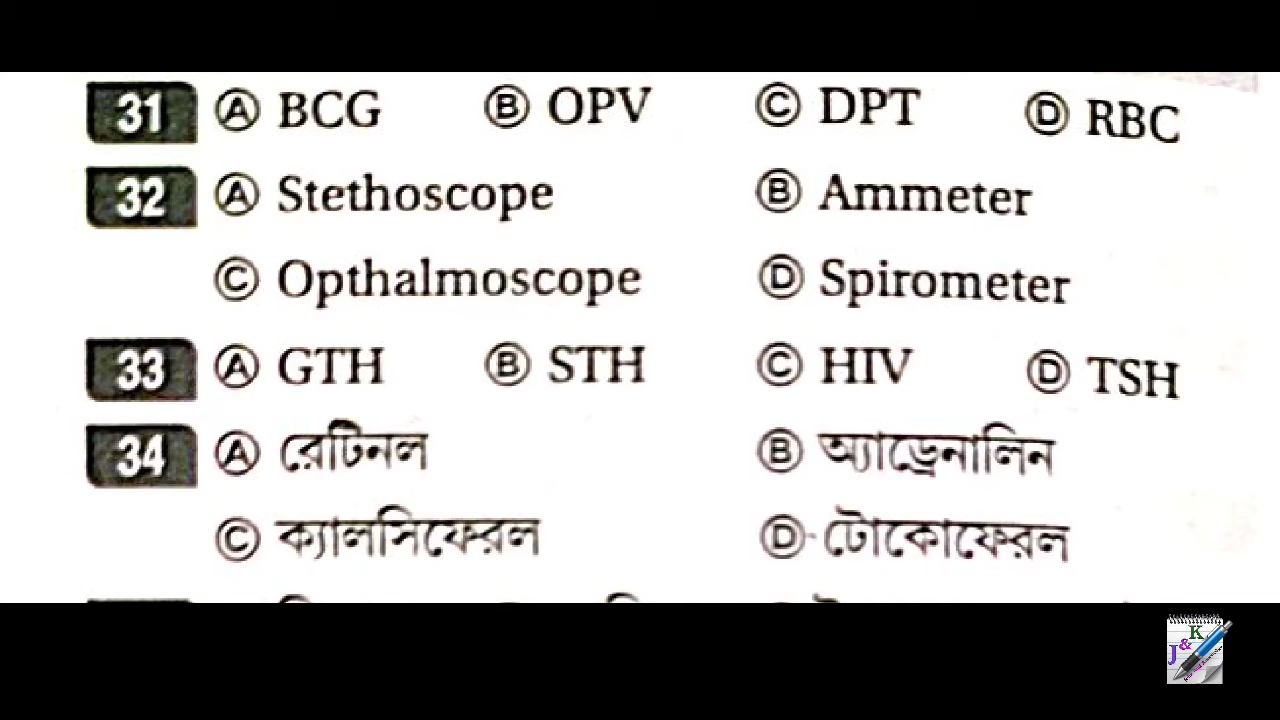 31 Ⓐ BCG Ⓑ OPV Ⓒ DPT Ⓓ RBC
32 Ⓐ Stethoscope Ⓑ Ammeter
Ⓒ Opthalmoscope Ⓓ Spirometer
33 Ⓐ GTH Ⓑ STH Ⓒ HIV Ⓓ TSH
34 Ⓐ রেটিনল Ⓑ অ্যাড্রেনালিন
Ⓒ ক্যালসিফেরল Ⓓ টোকোফেরল
J&K